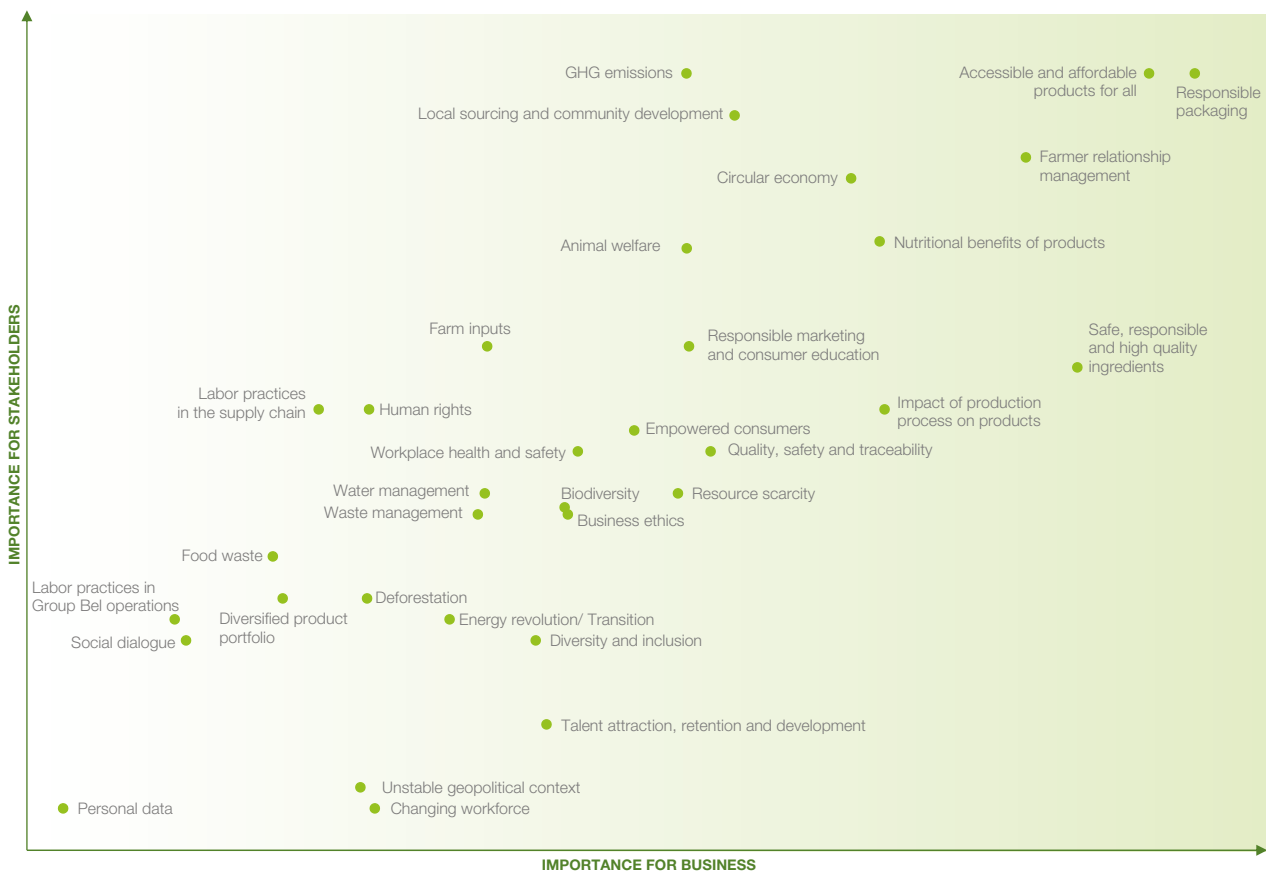 GHG emissions
Accessible and affordable
products for all
Responsible
packaging
Local sourcing and community development
Farmer relationship
management
Circular economy
Animal welfare
Nutritional benefits of products
Farm inputs
Responsible marketing
and consumer education
Safe, responsible
and high quality
ingredients
Labor practices
in the supply chain
Human rights
Impact of production
process on products
Empowered consumers
Workplace health and safety
Quality, safety and traceability
Water management
Biodiversity
Resource scarcity
Waste management
Business ethics
Food waste
Labor practices in
Group Bel operations
Diversified product
portfolio
Deforestation
Energy revolution/ Transition
Social dialogue
Diversity and inclusion
Talent attraction, retention and development
Unstable geopolitical context
Personal data
Changing workforce
IMPORTANCE FOR STAKEHOLDERS
IMPORTANCE FOR BUSINESS